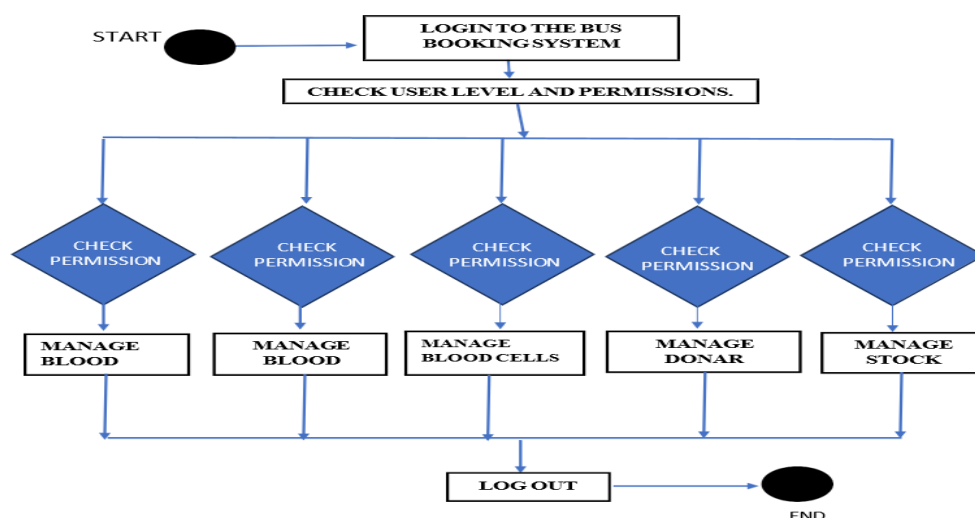 START
LOGIN TO THE BUS
BOOKING SYSTEM
CHECK USER LEVEL AND PERMISSIONS.
CHECK
PERMISSION
CHECK
PERMISSION
CHECK
PERMISSION
CHECK
PERMISSION
CHECK
PERMISSION
MANAGE
BLOOD
MANAGE
BLOOD
MANAGE
BLOOD CELLS
MANAGE
DONAR
MANAGE
STOCK
LOG OUT
END